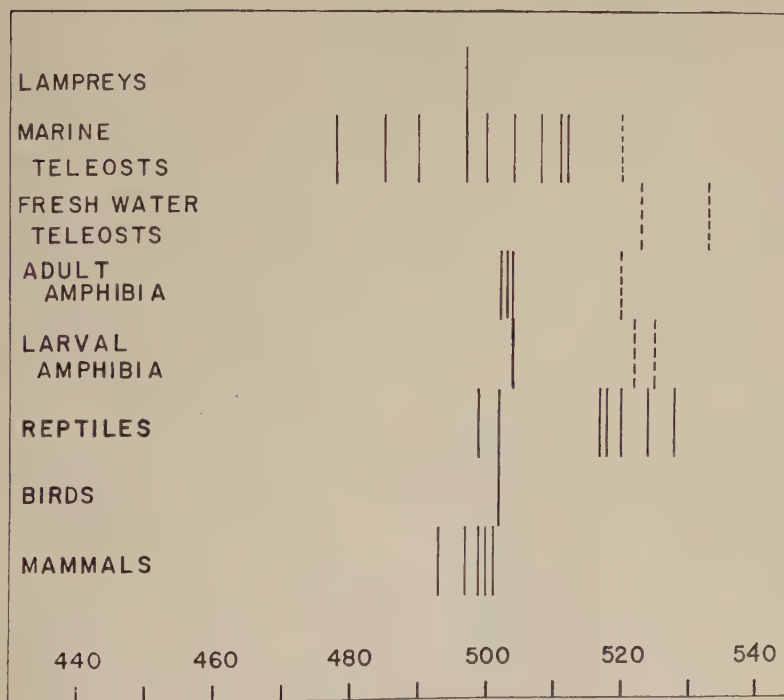 LAMPREYS
MARINE
TELEOSTS
FRESH WATER
TELEOSTS
ADULT
AMPHIBIA
LARVAL
AMPHIBIA
REPTILES
BIRDS
MAMMALS
440 460 480 500 520 540